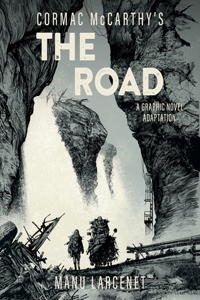 CORMAC McCARTHY'S
THE
ROAD
A GRAPHIC NOVEL
ADAPTATION
MANU LARCENET